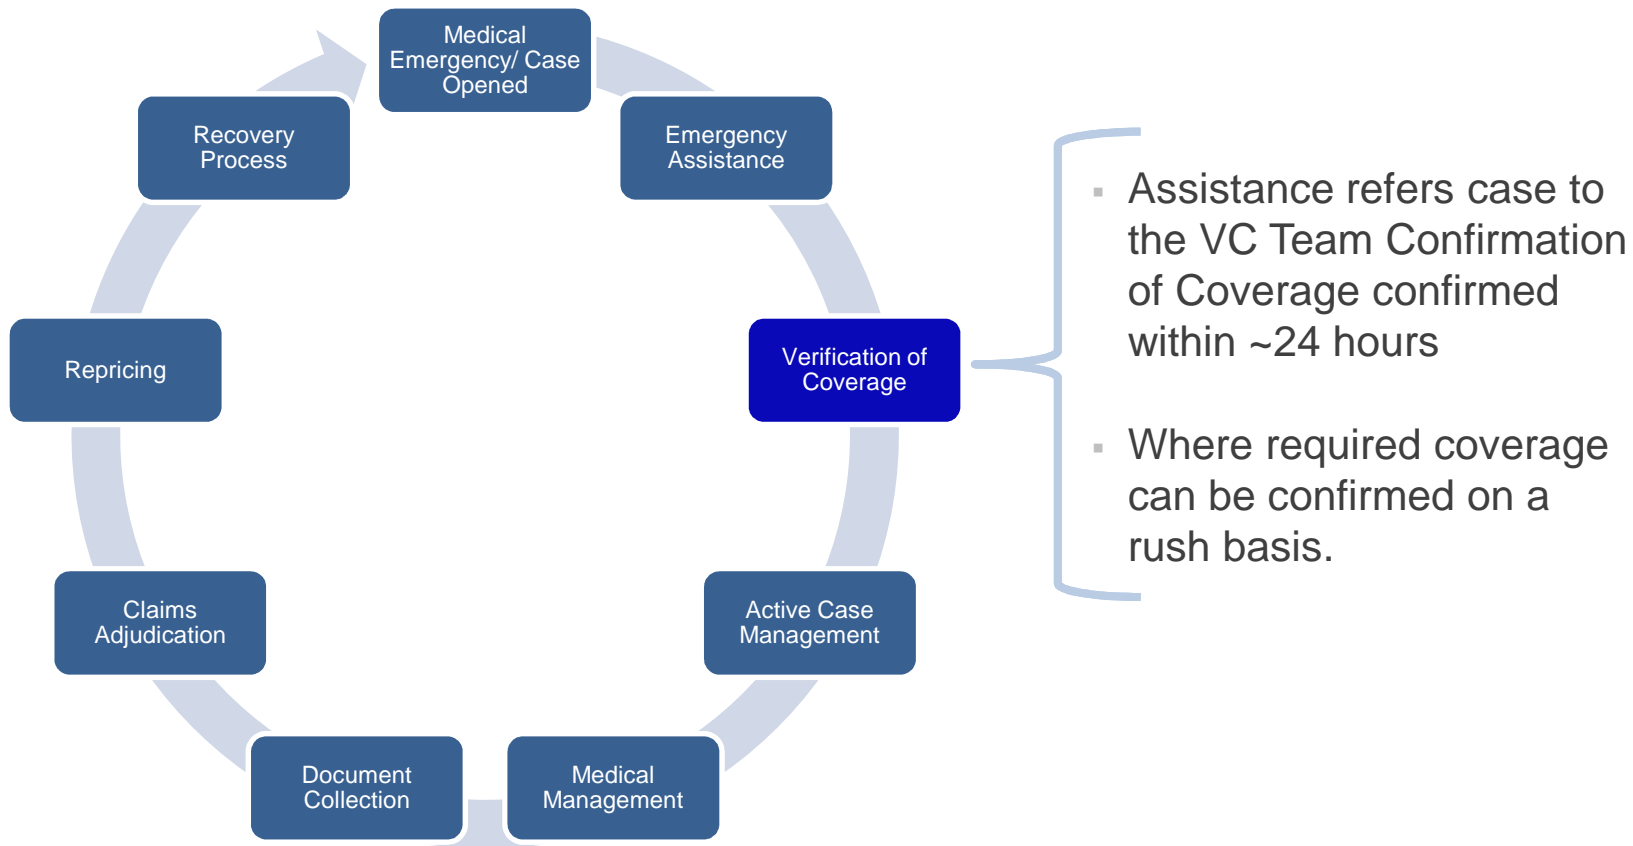 Medical
Emergency/ Case
Opened
Emergency
Assistance
Verification of
Coverage
Active Case
Management
Medical
Management
Document
Collection
Claims
Adjudication
Repricing
Recovery
Process
▪ Assistance refers case to
the VC Team Confirmation
of Coverage confirmed
within ~24 hours
▪ Where required coverage
can be confirmed on a
rush basis.